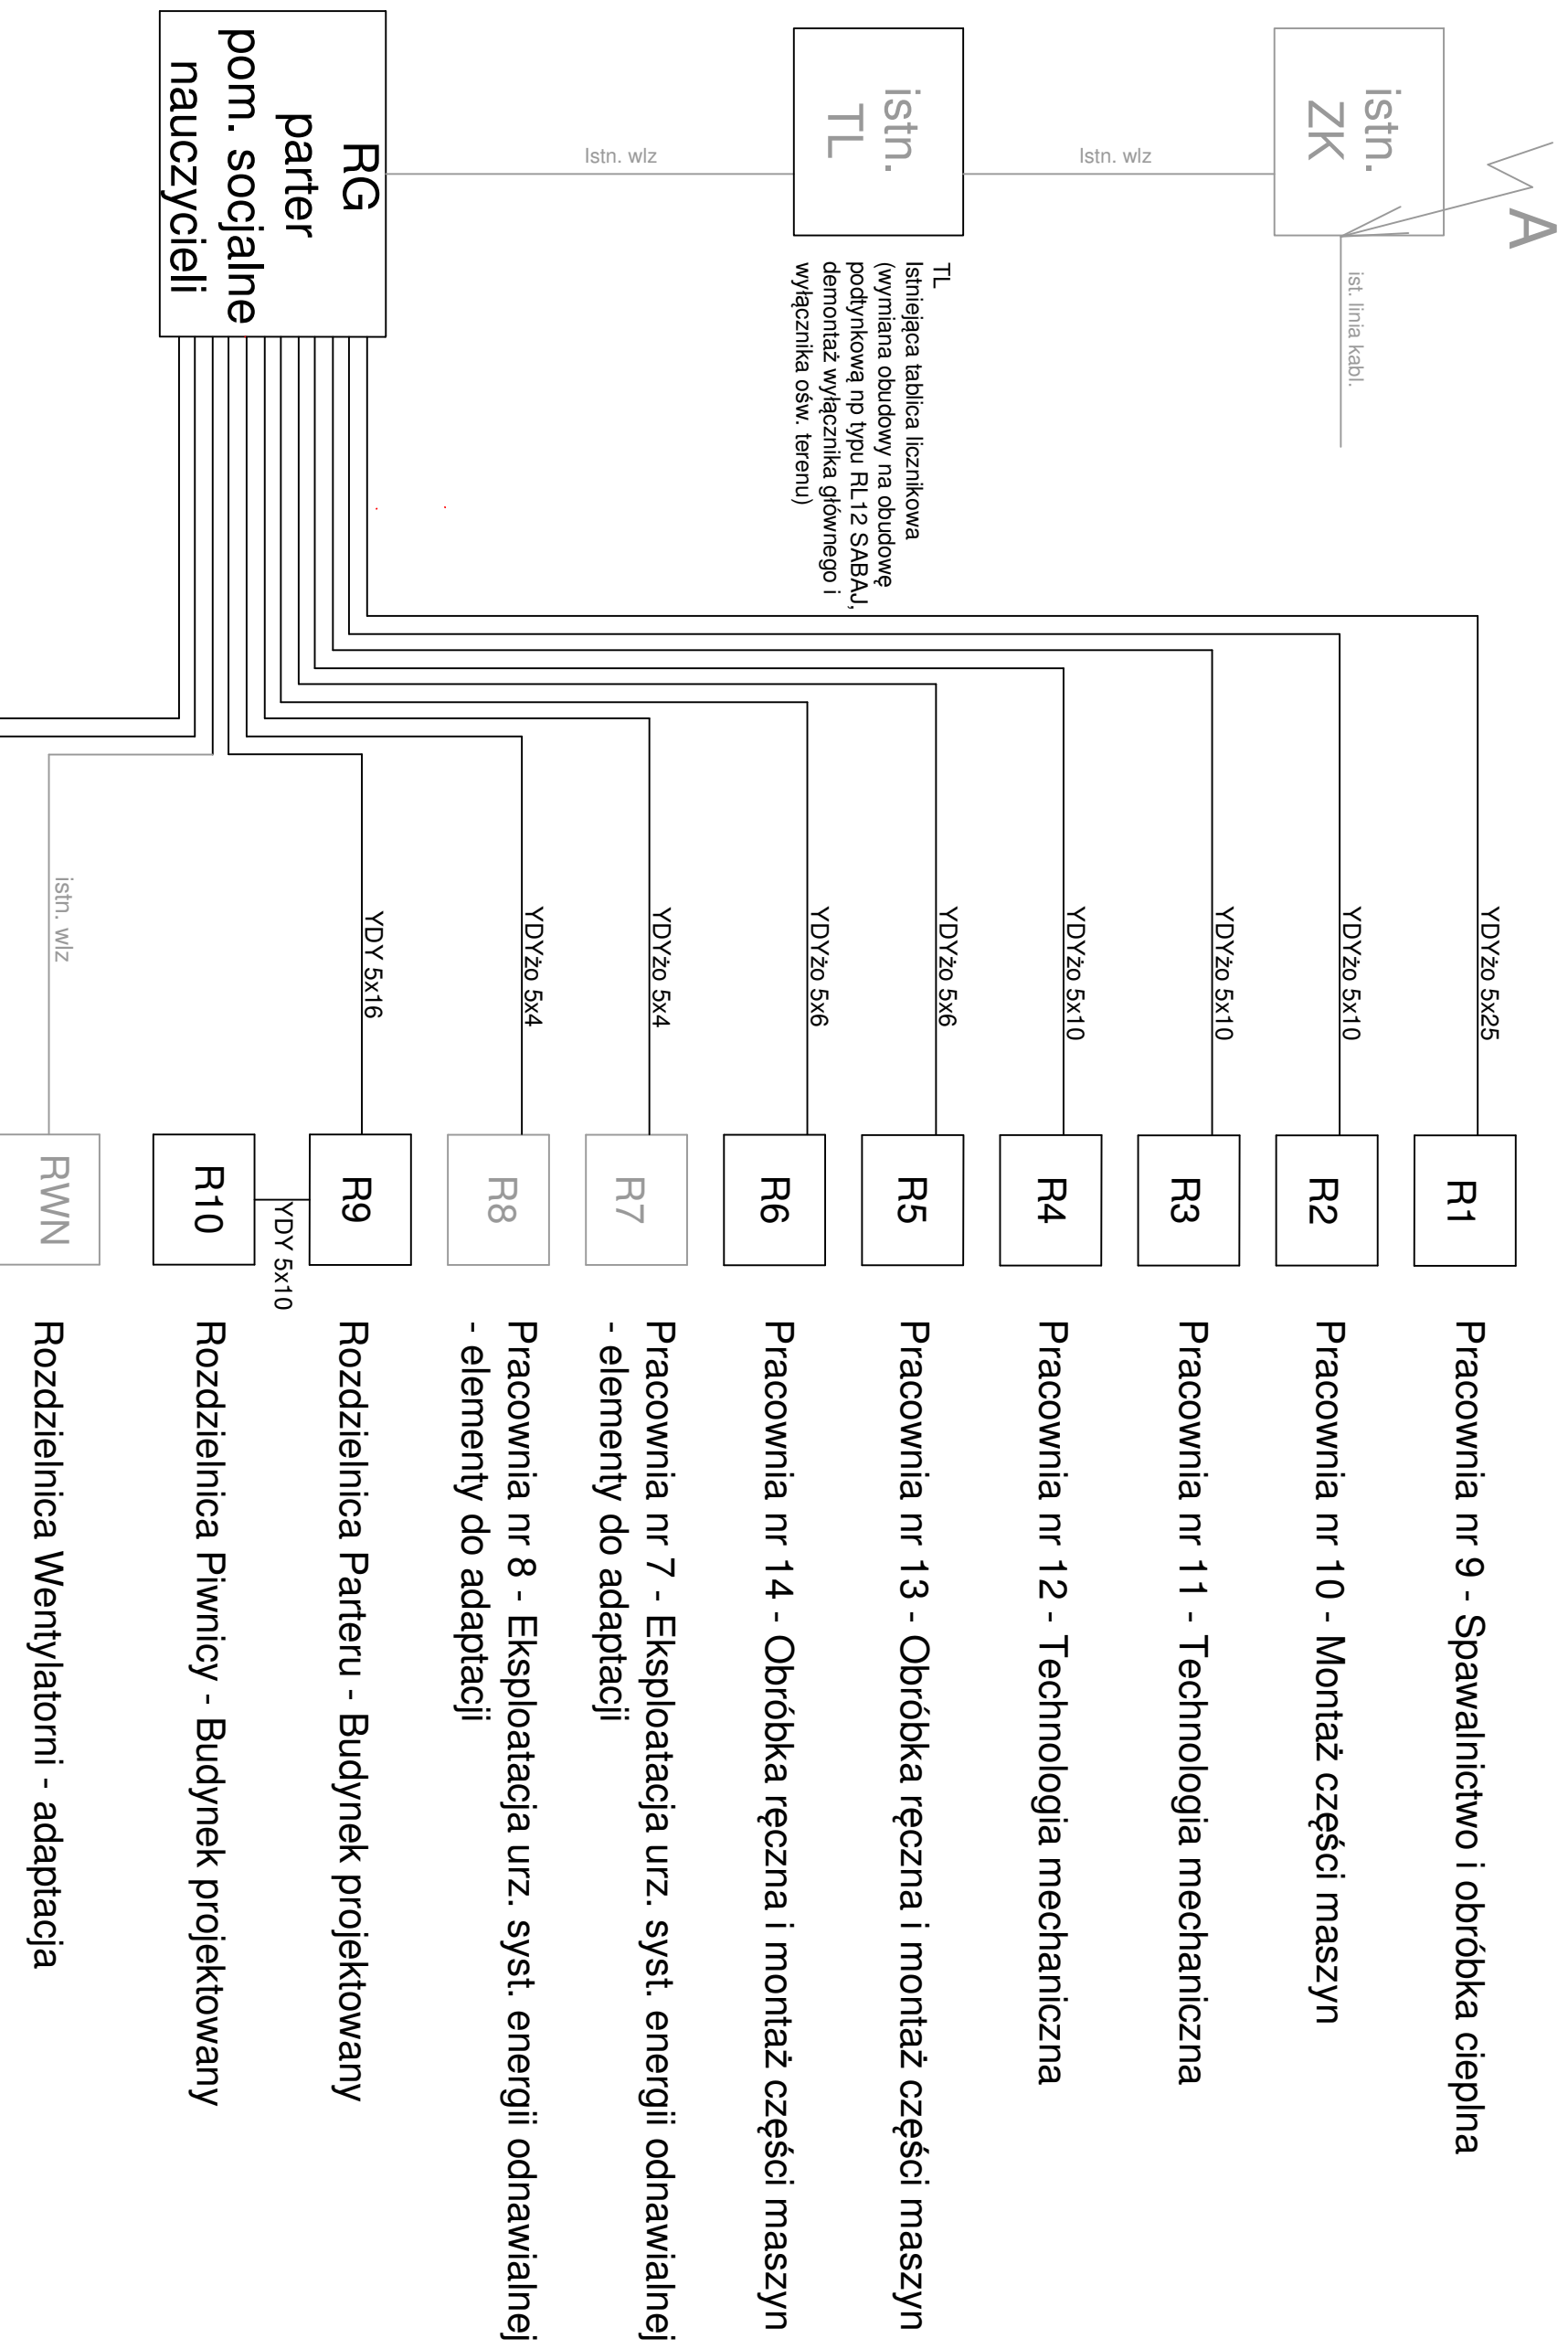 A
istn.
ZK
ist. linia kabl.
Istn. wlz
istn.
TL
TL
Istniejąca tablica licznikowa
(wymiana obudowy na obudowę
podtynkową np typu RL12 SABAJ,
demontaż wyłącznika głównego i
wyłącznika ośw. terenu)
Istn. wlz
RG
parter
pom. socjalne
nauczycieli
YDYżo 5x25
R1
Pracownia nr 9 - Spawalnictwo i obróbka cieplna
YDYżo 5x10
R2
Pracownia nr 10 - Montaż części maszyn
YDYżo 5x10
R3
Pracownia nr 11 - Technologia mechaniczna
YDYżo 5x10
R4
Pracownia nr 12 - Technologia mechaniczna
YDYżo 5x6
R5
Pracownia nr 13 - Obróbka ręczna i montaż części maszyn
YDYżo 5x6
R6
Pracownia nr 14 - Obróbka ręczna i montaż części maszyn
YDYżo 5x4
R7
Pracownia nr 7 - Eksploatacja urz. syst. energii odnawialnej
- elementy do adaptacji
YDYżo 5x4
R8
Pracownia nr 8 - Eksploatacja urz. syst. energii odnawialnej
- elementy do adaptacji
YDY 5x16
R9
Rozdzielnica Parteru - Budynek projektowany
YDY 5x10
R10
Rozdzielnica Piwnicy - Budynek projektowany
istn. wlz
RWN
Rozdzielnica Wentylatorni - adaptacja